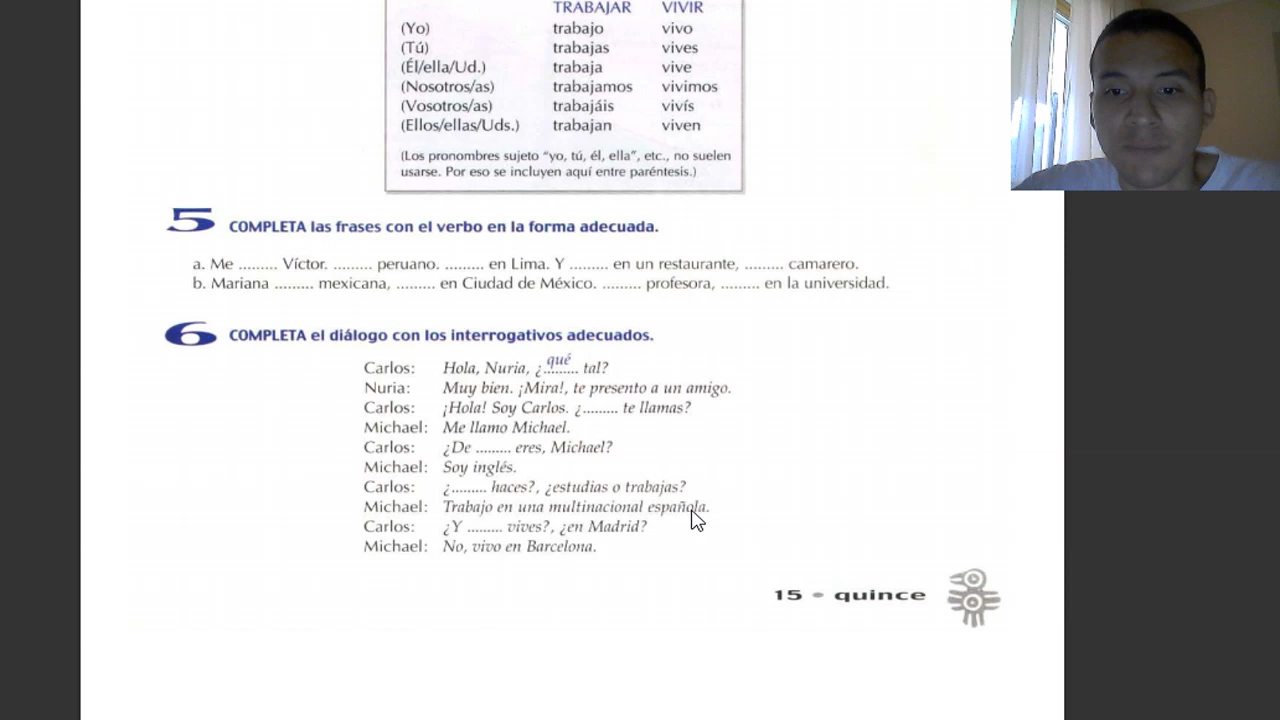 TRABAJAR VIVIR
(Yo) trabajo vivo
(Tú) trabajas vives
(Él/ella/Ud.) trabaja vive
(Nosotros/as) trabajamos vivimos
(Vosotros/as) trabajáis vivís
(Ellos/ellas/Uds.) trabajan viven
(Los pronombres sujeto "yo, tú, él, ella", etc., no suelen
usarse. Por eso se incluyen aquí entre paréntesis.)
5 COMPLETA las frases con el verbo en la forma adecuada.
a. Me ......... Víctor. ......... peruano. ......... en Lima. Y ......... en un restaurante, ......... camarero.
b. Mariana ......... mexicana, ......... en Ciudad de México. ......... profesora, ......... en la universidad.
6 COMPLETA el diálogo con los interrogativos adecuados.
qué
Carlos: Hola, Nuria, ¿......... tal?
Nuria: Muy bien. ¡Mira!, te presento a un amigo.
Carlos: ¡Hola! Soy Carlos. ¿......... te llamas?
Michael: Me llamo Michael.
Carlos: ¿De ......... eres, Michael?
Michael: Soy inglés.
Carlos: ¿......... haces?, ¿estudias o trabajas?
Michael: Trabajo en una multinacional española.
Carlos: ¿Y ......... vives?, ¿en Madrid?
Michael: No, vivo en Barcelona.
15 • quince